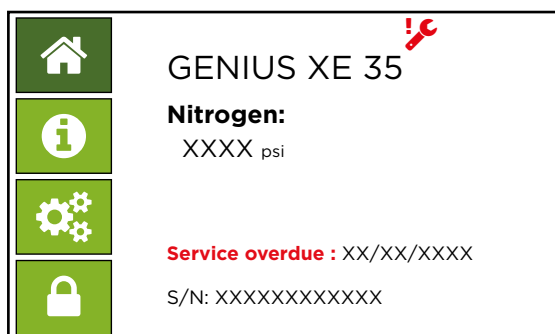 GENIUS XE 35
Nitrogen:
XXXX psi
Service overdue : XX/XX/XXXX
S/N: XXXXXXXXXXXX